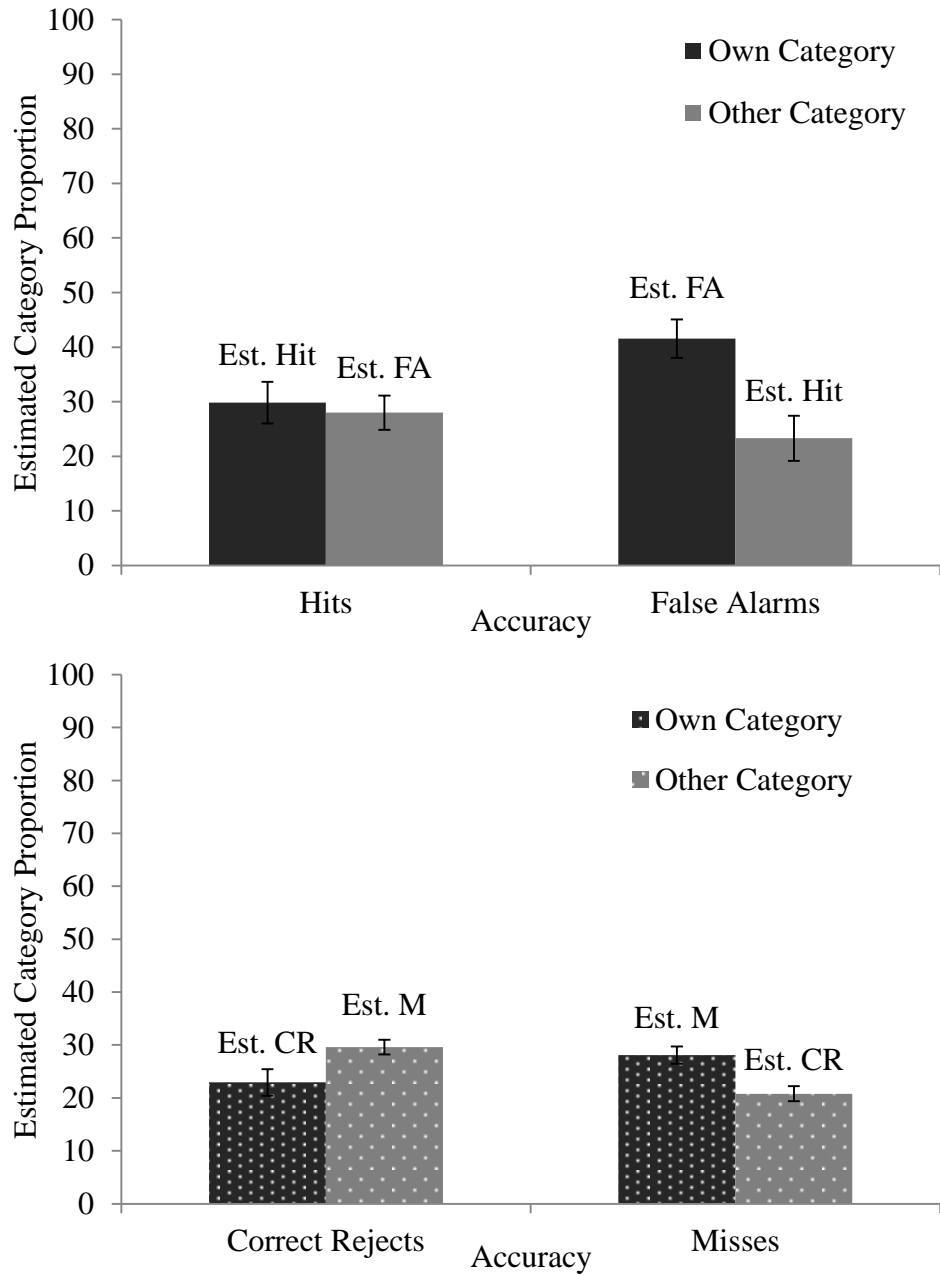 Estimated Category Proportion
100
90
80
70
60
50
40
30
20
10
0
Own Category
Other Category
Est. Hit
Est. FA
Est. FA
Est. Hit
Hits
False Alarms
Accuracy
Estimated Category Proportion
100
90
80
70
60
50
40
30
20
10
0
Own Category
Other Category
Est. CR
Est. M
Est. M
Est. CR
Correct Rejects
Misses
Accuracy